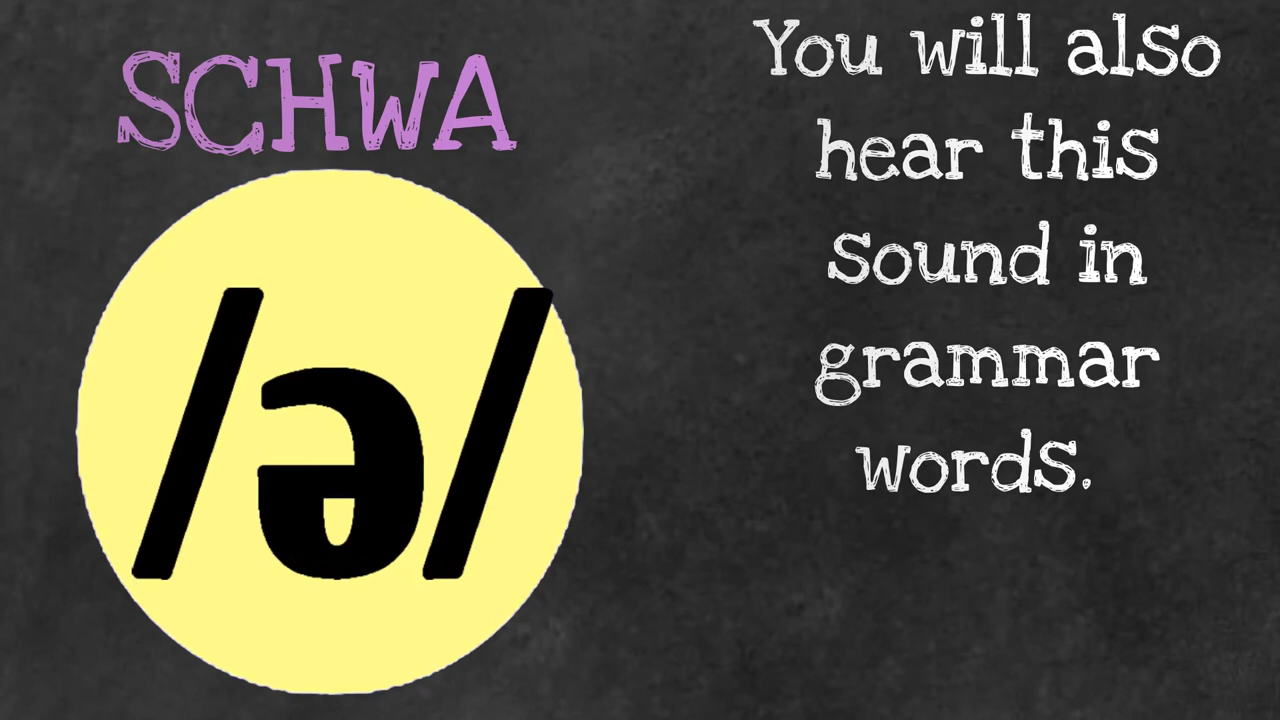 SCHWA
/ə/
You will also
hear this
sound in
grammar
words.